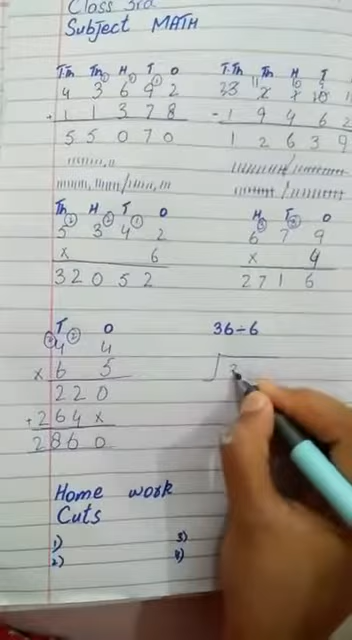 Class 3rd
Subject MATH
T.Th Th H T O
4 3 6 9 2
+ 1 1 3 7 8
5 5 0 7 0
T.Th Th H T
- 1 9 4 6 2
1 2 6 3 9
Th H T O
5 3 4 2
x 6
3 2 0 5 2
H T O
6 7 9
x 4
2 7 1 6
T O
4 4
x 6 5
2 2 0
+ 2 6 4 x
2 8 6 0
36÷6
3
Home work
Cuts
1) 3)
2) 4)